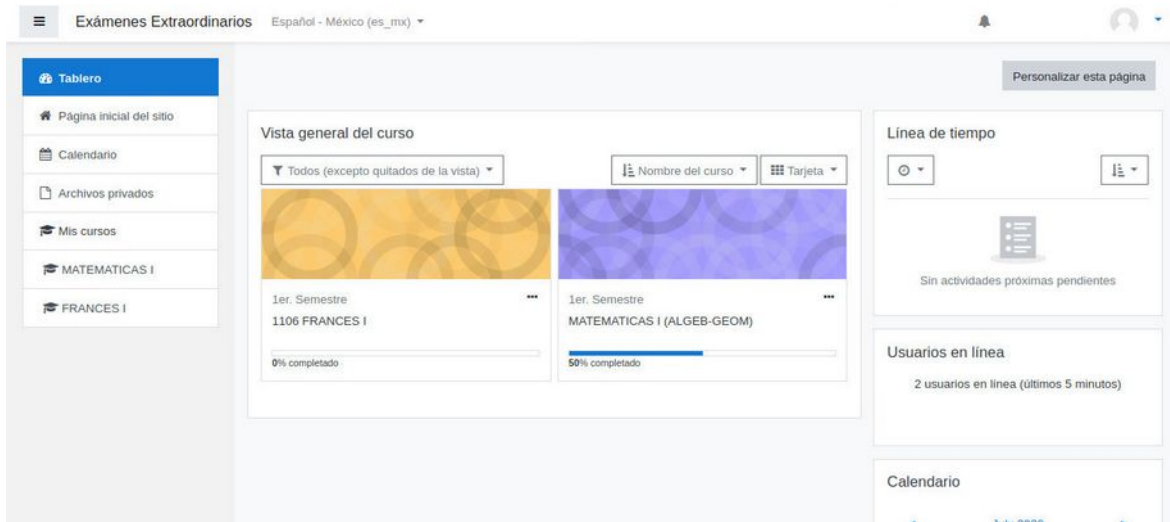 Exámenes Extraordinarios Español - México (es_mx)
Tablero
Página inicial del sitio
Calendario
Archivos privados
Mis cursos
MATEMATICAS I
FRANCES I
Personalizar esta página
Vista general del curso
Todos (excepto quitados de la vista) Nombre del curso Tarjeta
1er. Semestre
1106 FRANCES I
0% completado
1er. Semestre
MATEMATICAS I (ALGEB-GEOM)
50% completado
Línea de tiempo
Sin actividades próximas pendientes
Usuarios en línea
2 usuarios en línea (últimos 5 minutos)
Calendario